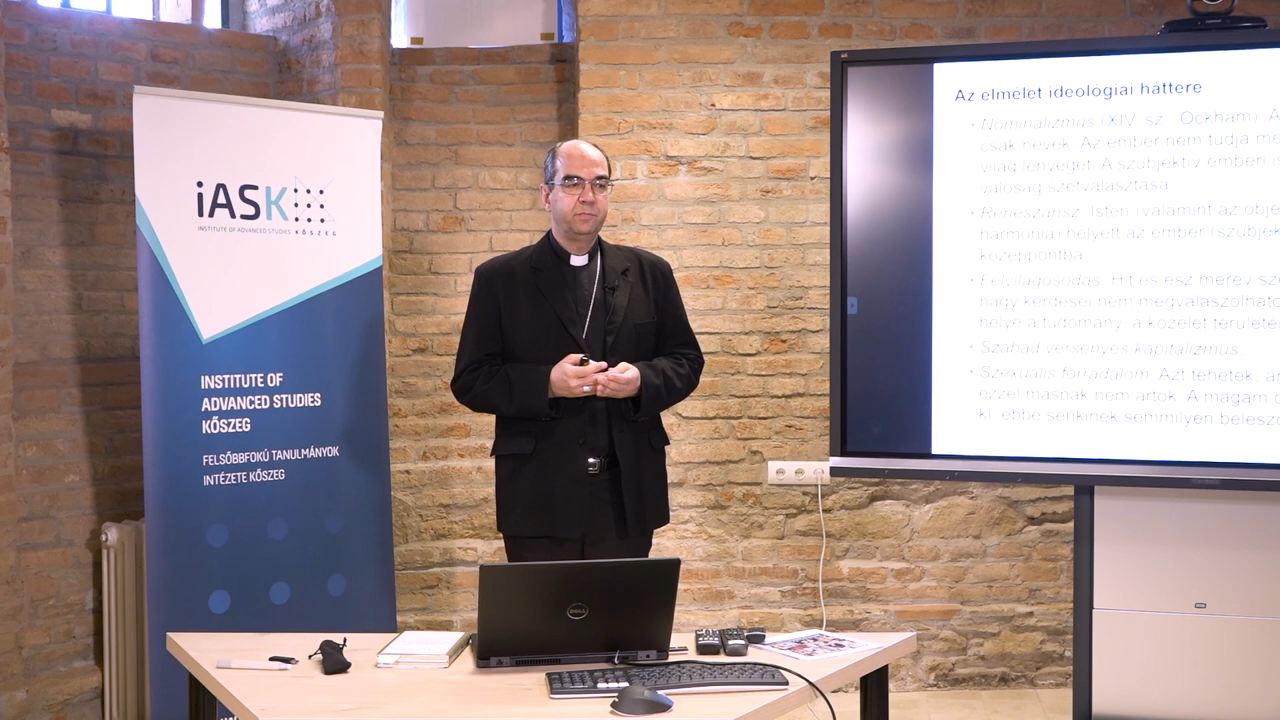 iASK
INSTITUTE OF ADVANCED STUDIES KŐSZEG
INSTITUTE OF
ADVANCED STUDIES
KŐSZEG
FELSŐBBFOKÚ TANULMÁNYOK
INTÉZETE KŐSZEG
Az elmélet ideológiai háttere
• Nominalizmus (XIV. sz., Ockham). A
csak nevek. Az ember nem tudja me
világ lényegét. A szubjektív emberi
valóság szétválasztása.
• Reneszánsz. Isten (valamint az obje
harmónia) helyett az ember (szubjek
középpontba.
• Felvilágosodás. Hit és ész merev sz
nagy kérdései nem megválaszolható
helye a tudomány, a közélet területé
• Szabad versenyes kapitalizmus
• Szexuális forradalom. Azt tehetek, am
ezzel másnak nem ártok. A magam
ki, ebbe senkinek semmilyen belesz
DELL